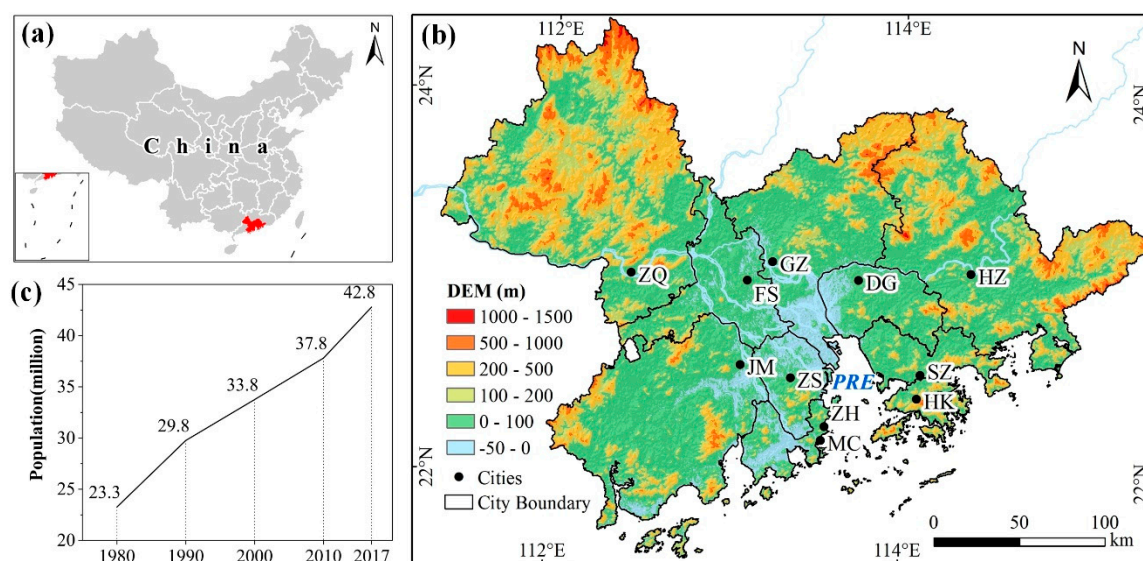 (a)
N
China
(c)
Population(million)
45
40
35
30
25
20
23.3
29.8
33.8
37.8
42.8
1980
1990
2000
2010
2017
(b)
112°E
114°E
N
24°N
24°N
ZQ
GZ
FS
DG
HZ
JM
ZS
PRE
SZ
HK
ZH
MC
DEM (m)
1000 - 1500
500 - 1000
200 - 500
100 - 200
0 - 100
-50 - 0
Cities
City Boundary
22°N
22°N
0
50
100
km
112°E
114°E